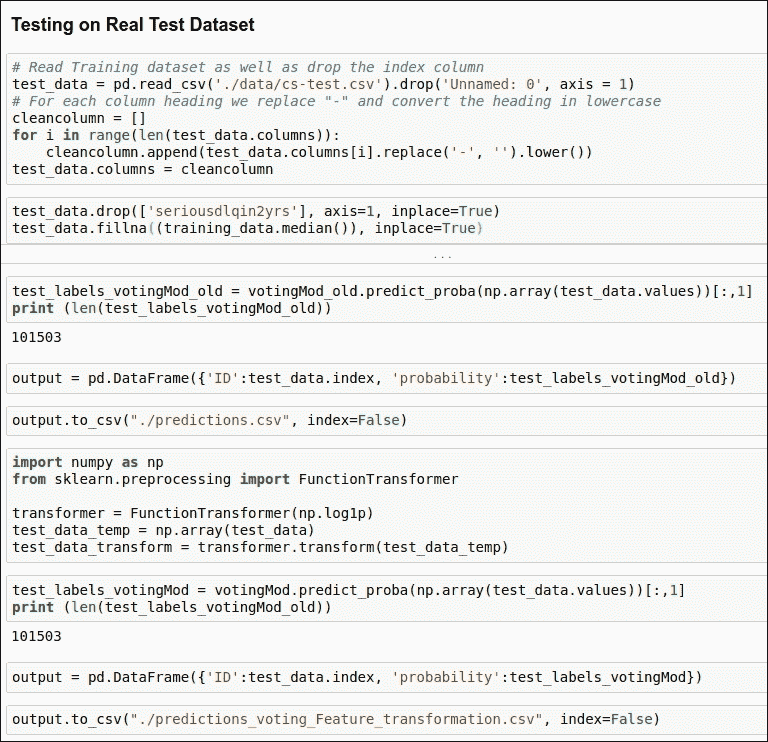 Testing on Real Test Dataset
# Read Training dataset as well as drop the index column
test_data = pd.read_csv('./data/cs-test.csv').drop('Unnamed: 0', axis = 1)
# For each column heading we replace "-" and convert the heading in lowercase
cleancolumn = []
for i in range(len(test_data.columns)):
    cleancolumn.append(test_data.columns[i].replace('-', '').lower())
test_data.columns = cleancolumn
test_data.drop(['seriousdlqin2yrs'], axis=1, inplace=True)
test_data.fillna((training_data.median()), inplace=True)
...
test_labels_votingMod_old = votingMod_old.predict_proba(np.array(test_data.values))[:,1]
print (len(test_labels_votingMod_old))
101503
output = pd.DataFrame({'ID':test_data.index, 'probability':test_labels_votingMod_old})
output.to_csv("./predictions.csv", index=False)
import numpy as np
from sklearn.preprocessing import FunctionTransformer
transformer = FunctionTransformer(np.log1p)
test_data_temp = np.array(test_data)
test_data_transform = transformer.transform(test_data_temp)
test_labels_votingMod = votingMod.predict_proba(np.array(test_data.values))[:,1]
print (len(test_labels_votingMod_old))
101503
output = pd.DataFrame({'ID':test_data.index, 'probability':test_labels_votingMod})
output.to_csv("./predictions_voting_Feature_transformation.csv", index=False)